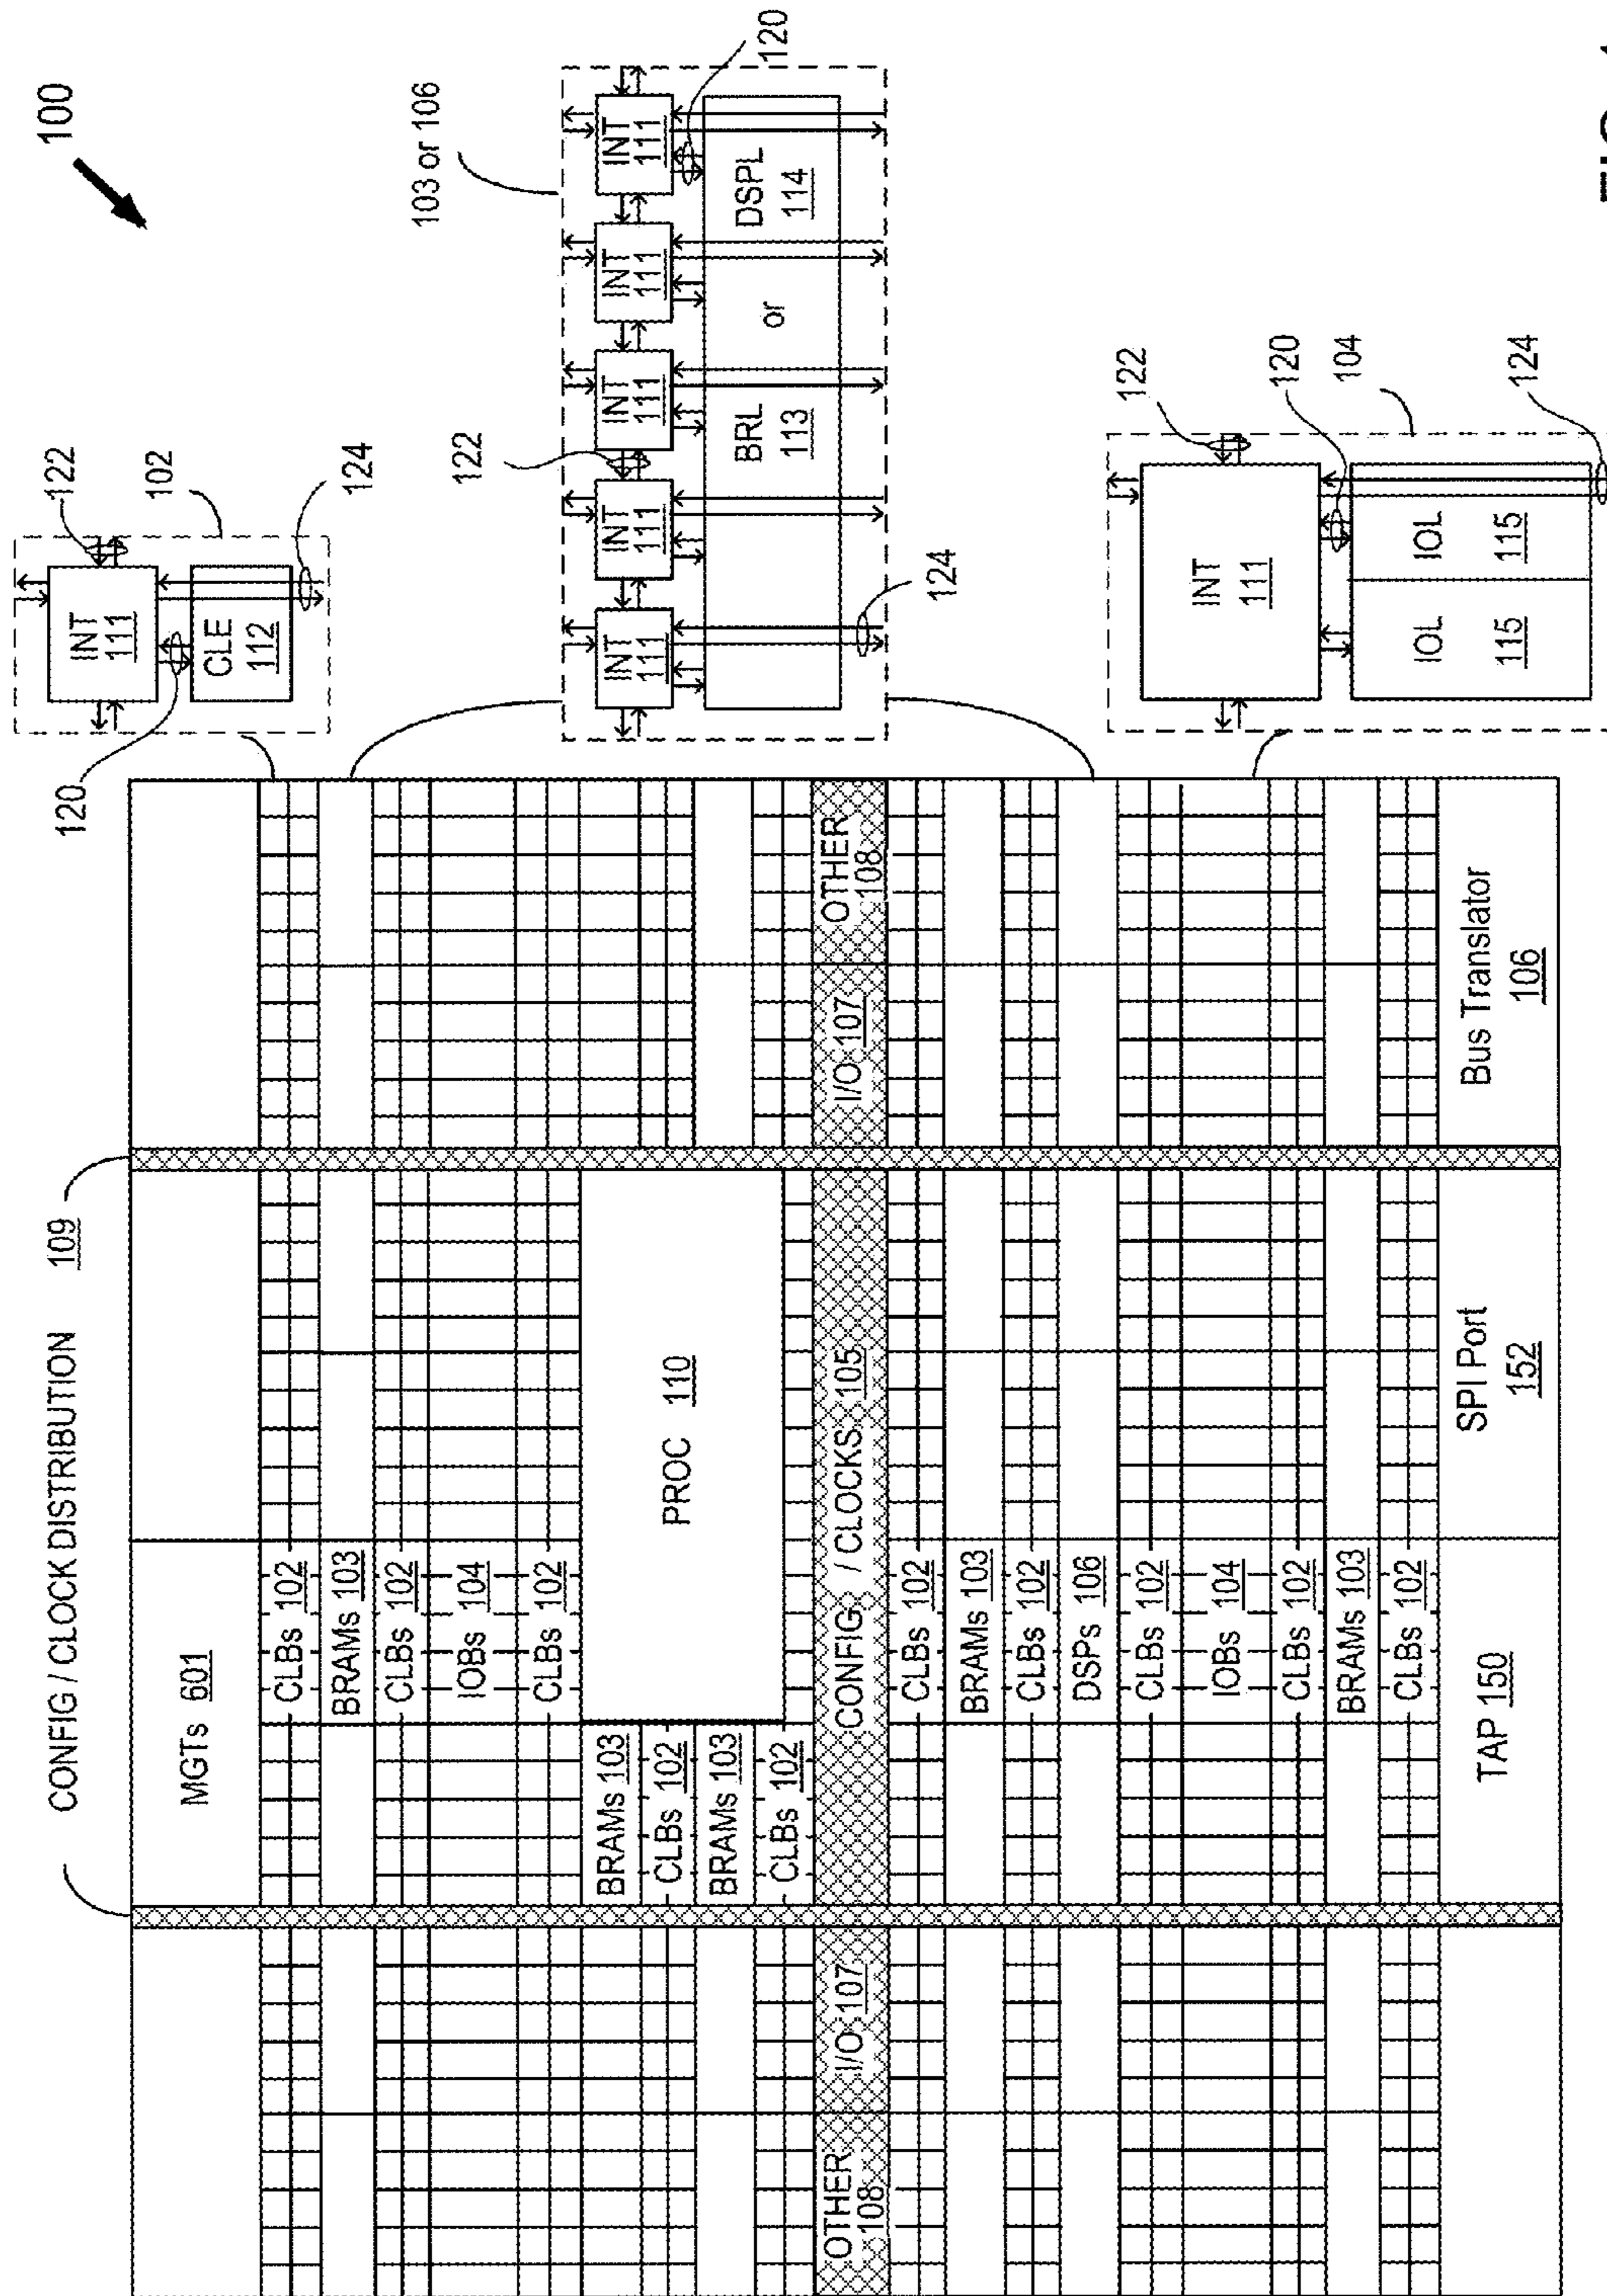 100
CONFIG / CLOCK DISTRIBUTION 109
MGTs 601
CLBs 102
BRAMs 103
CLBs 102
IOBs 104
CLBs 102
BRAMs 103
CLBs 102
BRAMs 103
CLBs 102
PROC 110
OTHER 108
I/O 107
CONFIG / CLOCKS 105
I/O 107
OTHER 108
CLBs 102
BRAMs 103
CLBs 102
DSPs 106
CLBs 102
IOBs 104
CLBs 102
BRAMs 103
CLBs 102
TAP 150
SPI Port
152
Bus Translator
106
120
INT
111
CLE
112
122
102
124
103 or 106
INT
111
INT
111
INT
111
INT
111
INT
111
122
120
BRL
113
or
DSPL
114
124
122
INT
111
120
104
IOL
115
IOL
115
124